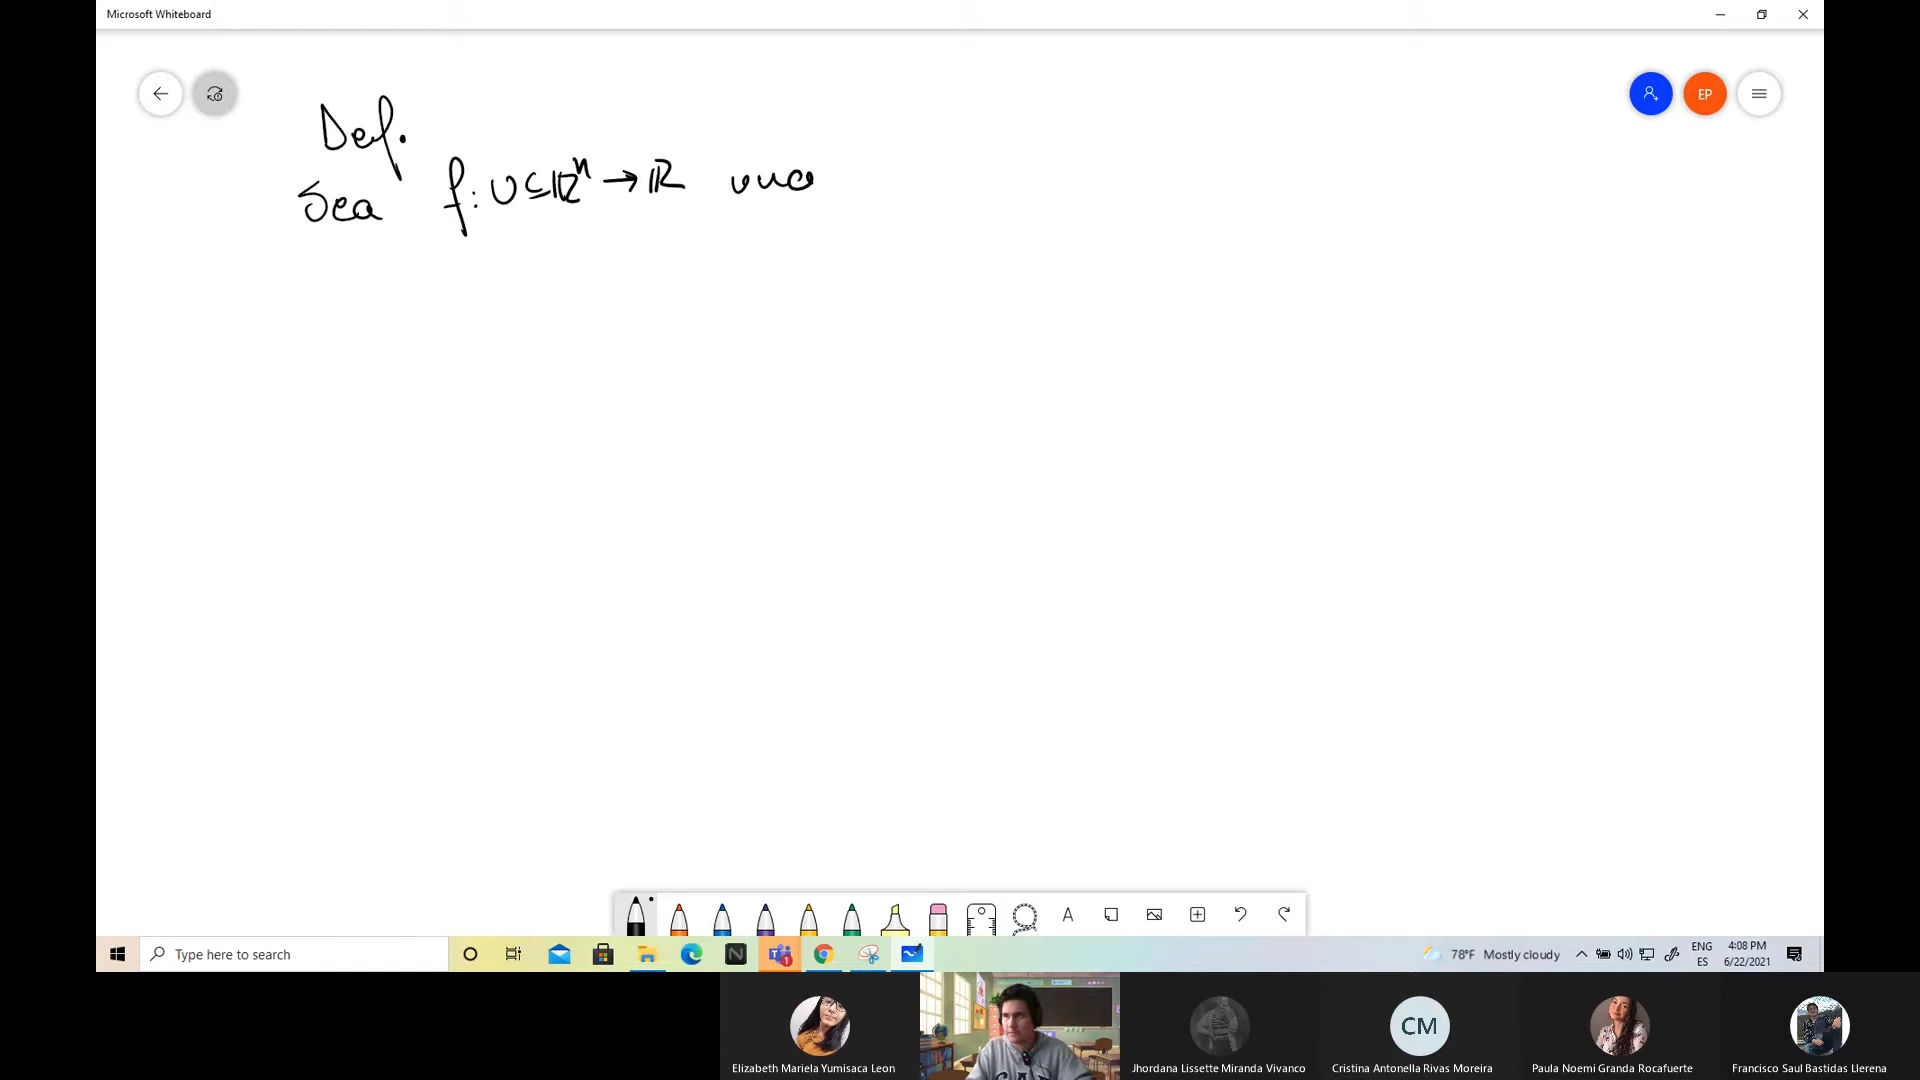 Microsoft Whiteboard
EP
Def.
Sea f: U⊆ℝⁿ → ℝ una
A
Type here to search
N
1
78°F Mostly cloudy
ENG
ES
4:08 PM
6/22/2021
CM
Elizabeth Mariela Yumisaca Leon
Jhordana Lissette Miranda Vivanco
Cristina Antonella Rivas Moreira
Paula Noemi Granda Rocafuerte
Francisco Saul Bastidas Llerena